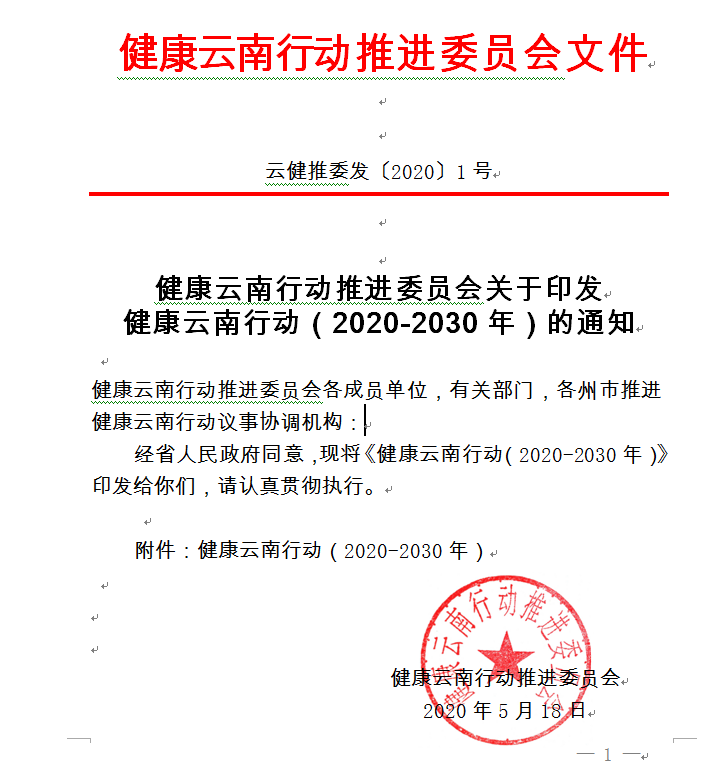 健康云南行动推进委员会文件
云健推委发〔2020〕1 号
健康云南行动推进委员会关于印发
健康云南行动（2020-2030 年）的通知
健康云南行动推进委员会各成员单位，有关部门，各州市推进
健康云南行动议事协调机构：
经省人民政府同意，现将《健康云南行动（2020-2030 年）》
印发给你们，请认真贯彻执行。
附件：健康云南行动（2020-2030 年）
健康云南行动推进委员会
健康云南行动推进委员会
2020 年 5 月 18 日
— 1 —